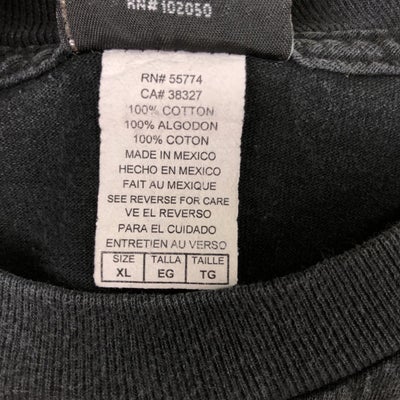 RN# 102050
RN# 55774
CA# 38327
100% COTTON
100% ALGODON
100% COTON
MADE IN MEXICO
HECHO EN MEXICO
FAIT AU MEXIQUE
SEE REVERSE FOR CARE
VE EL REVERSO
PARA EL CUIDADO
ENTRETIEN AU VERSO
SIZE TALLA TAILLE
XL EG TG